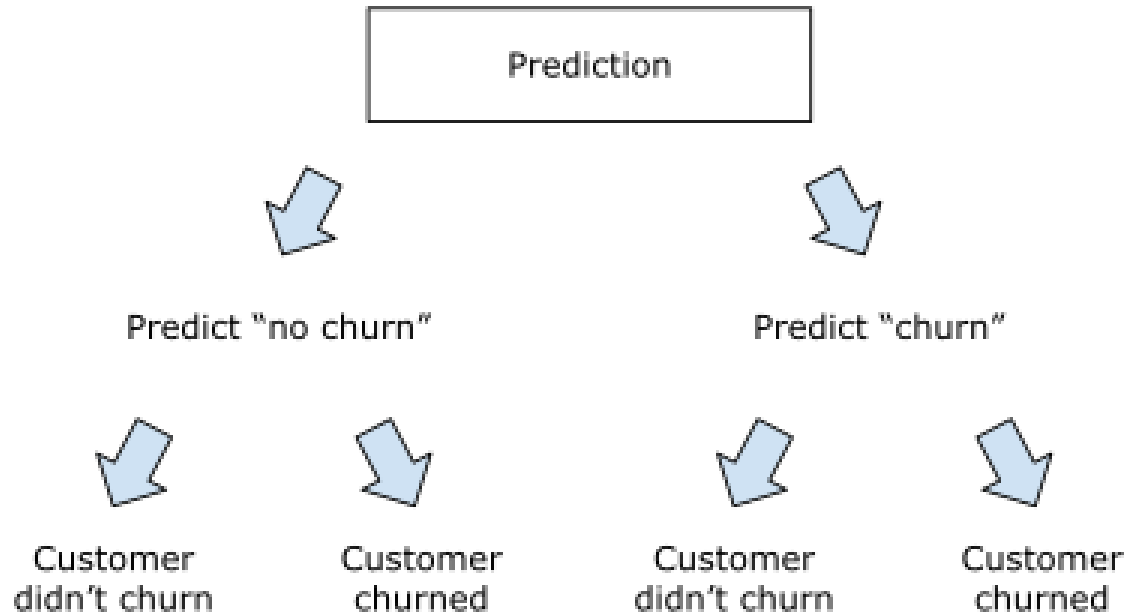 Prediction
Predict “no churn”
Predict “churn”
Customer
didn’t churn
Customer
churned
Customer
didn’t churn
Customer
churned